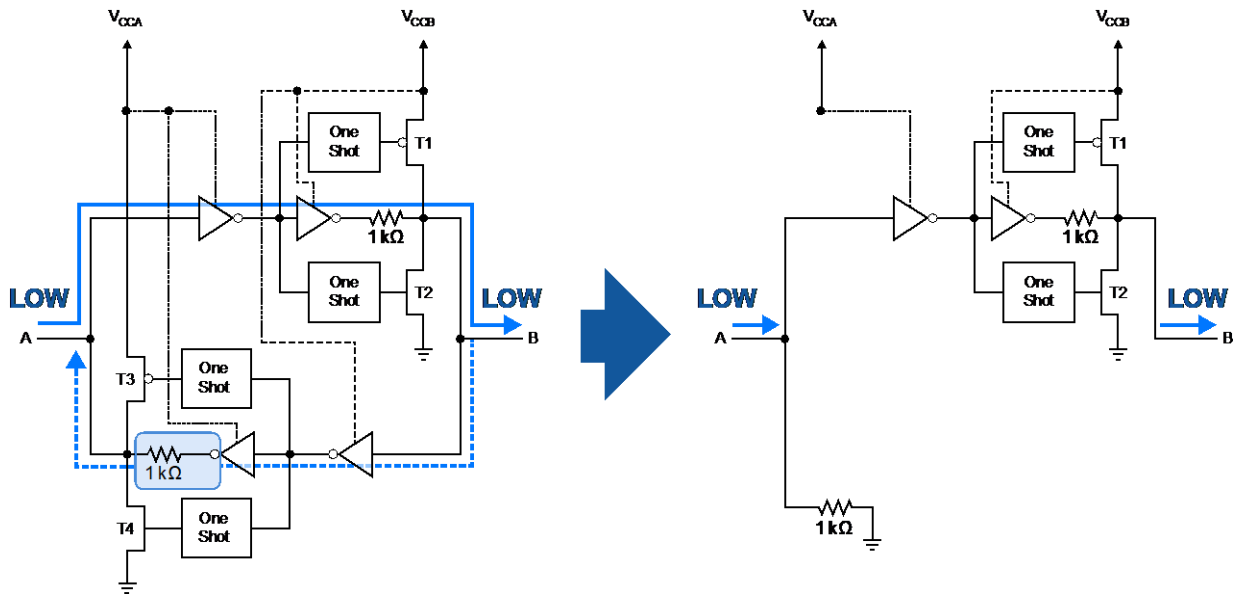 VCCA
VCCB
One
Shot
T1
1 kΩ
One
Shot
T2
LOW
LOW
A
B
T3
One
Shot
1 kΩ
T4
One
Shot
VCCA
VCCB
One
Shot
T1
1 kΩ
One
Shot
T2
LOW
LOW
A
B
1 kΩ